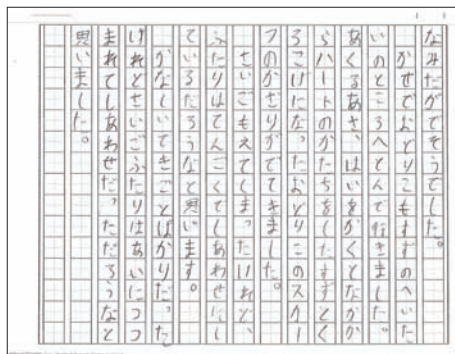 なみだがでそうでした。
かぜでおどりこもすずのへいた
いのところへとんで行きました。
あくるあさ、はいをかくとなかか
らハートのかたちをしたすずとく
ろこげになったおどりこのスカー
フのかざりがでてきました。
さいごもえてしまったけれど、
ふたりはてんごくでしあわせにし
ているだろうなと思います。
かなしいできごとばかりだった
けれどさいごふたりはあいにつつ
まれてしあわせだっただろうなと
思いました。